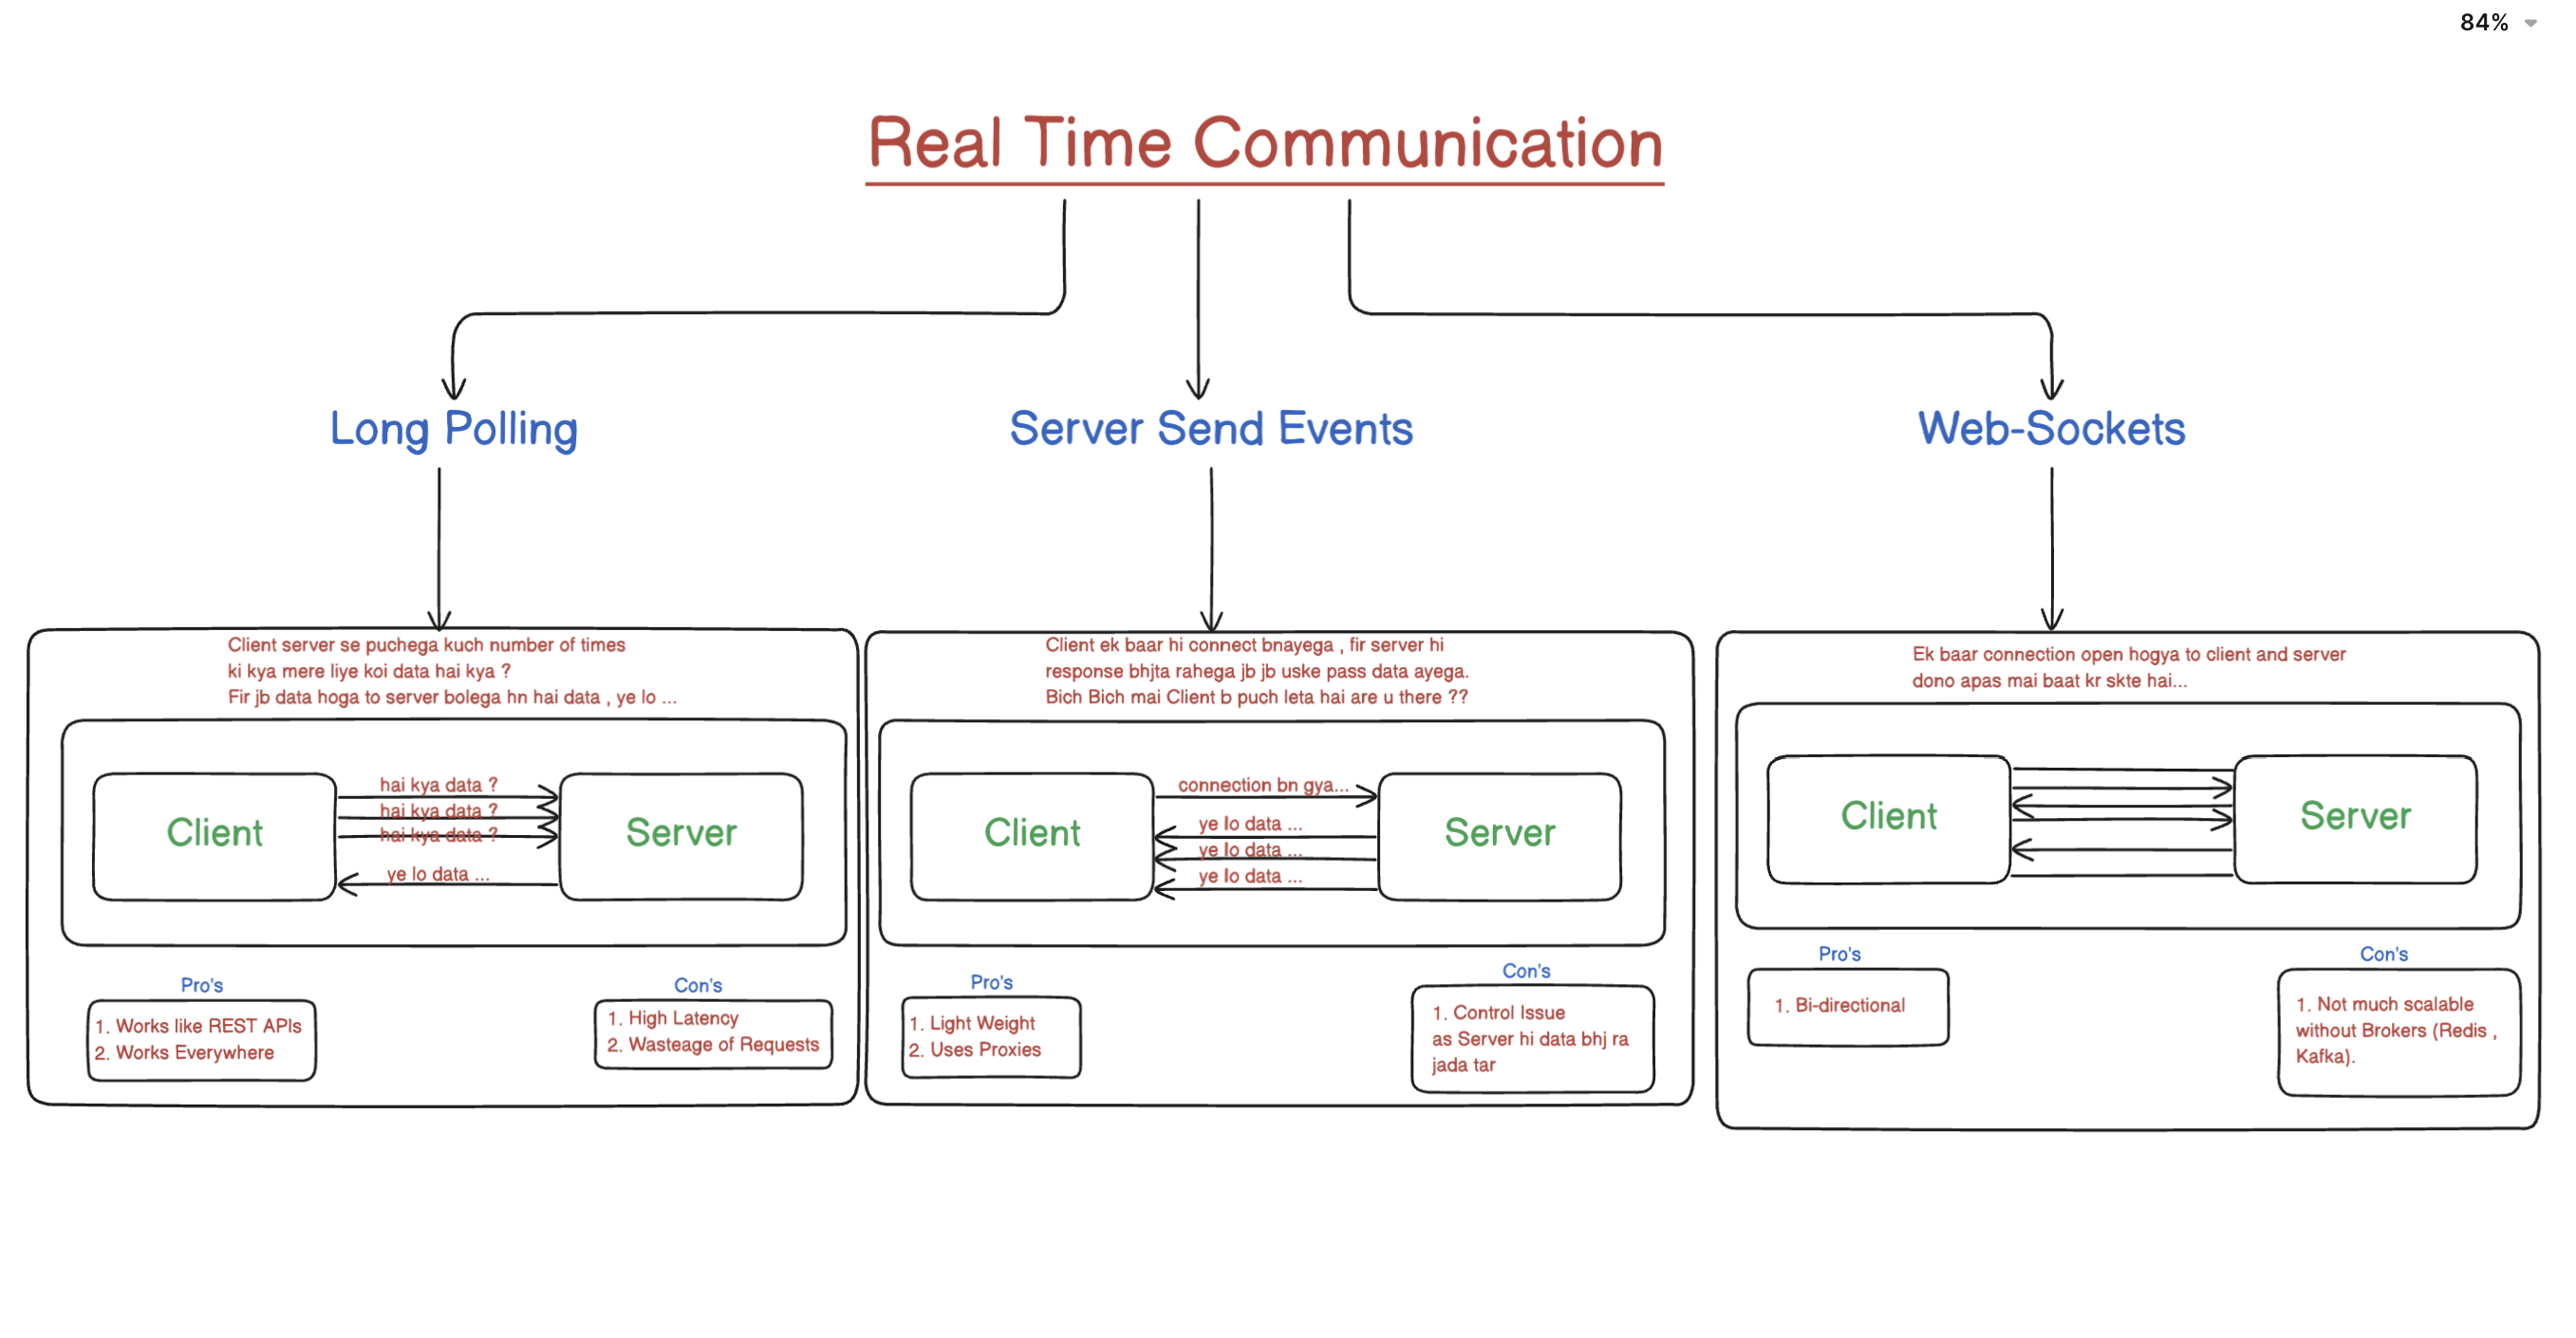 84%
Real Time Communication
Long Polling
Server Send Events
Web-Sockets
Client server se puchega kuch number of times
ki kya mere liye koi data hai kya ?
Fir jb data hoga to server bolega hn hai data , ye lo ...
Client
hai kya data ?
hai kya data ?
hai kya data ?
ye lo data ...
Server
Pro's
1. Works like REST APIs
2. Works Everywhere
Con's
1. High Latency
2. Wasteage of Requests
Client ek baar hi connect bnayega , fir server hi
response bhjta rahega jb jb uske pass data ayega.
Bich Bich mai Client b puch leta hai are u there ??
Client
connection bn gya...
ye lo data ...
ye lo data ...
ye lo data ...
Server
Pro's
1. Light Weight
2. Uses Proxies
Con's
1. Control Issue
as Server hi data bhj ra
jada tar
Ek baar connection open hogya to client and server
dono apas mai baat kr skte hai...
Client
Server
Pro's
1. Bi-directional
Con's
1. Not much scalable
without Brokers (Redis ,
Kafka).